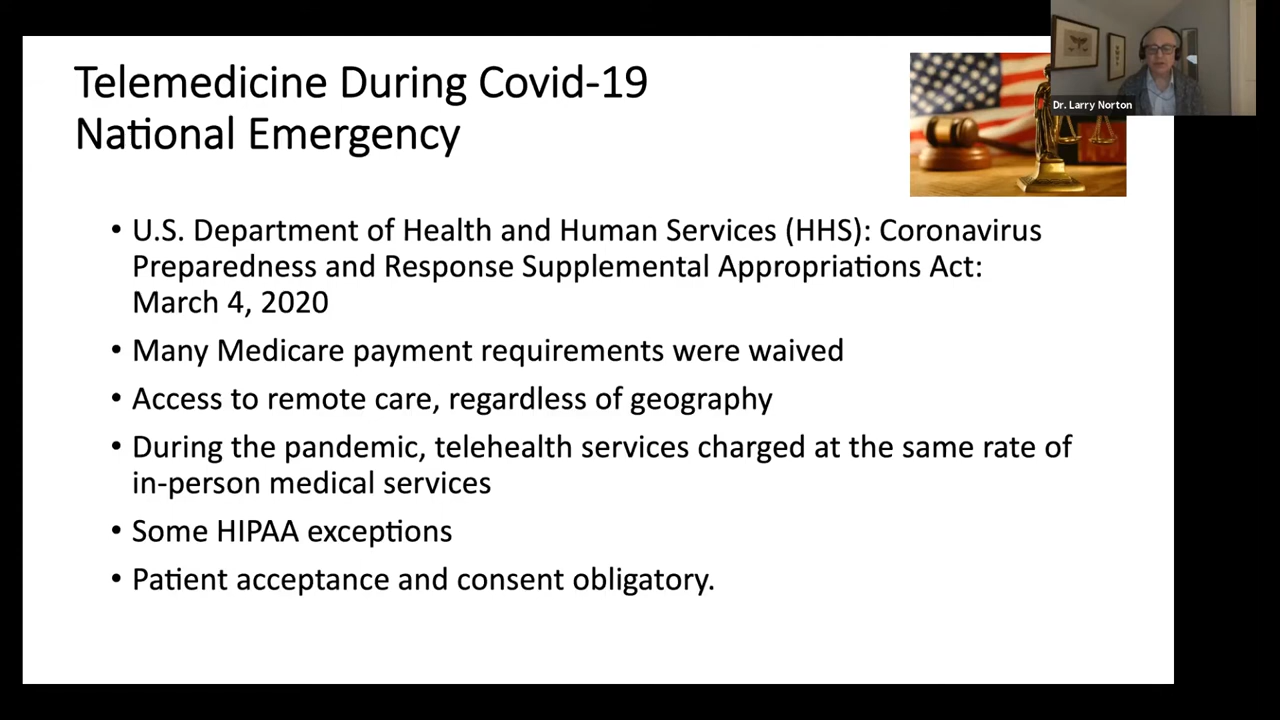 Telemedicine During Covid-19
National Emergency
Dr. Larry Norton
• U.S. Department of Health and Human Services (HHS): Coronavirus
Preparedness and Response Supplemental Appropriations Act:
March 4, 2020
• Many Medicare payment requirements were waived
• Access to remote care, regardless of geography
• During the pandemic, telehealth services charged at the same rate of
in-person medical services
• Some HIPAA exceptions
• Patient acceptance and consent obligatory.